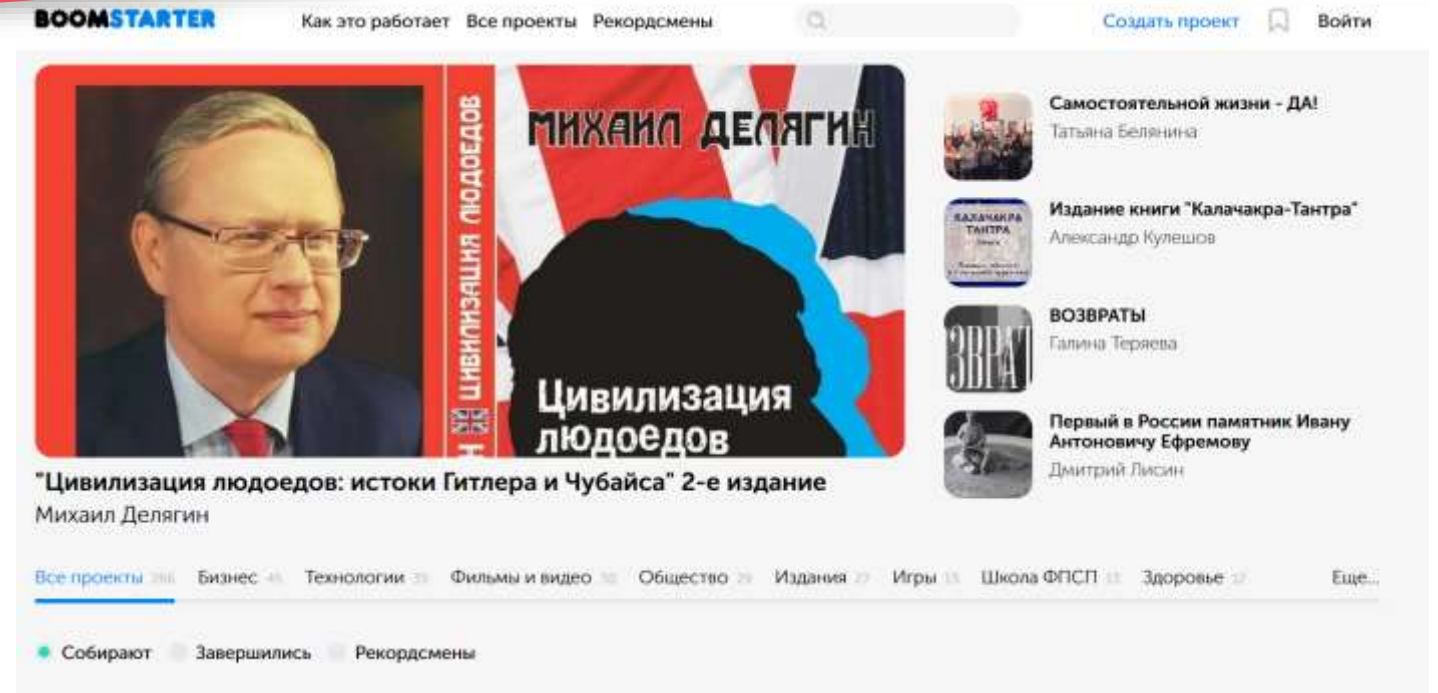 BOOMSTARTER
Как это работает Все проекты Рекордсмены
Создать проект Войти
ЦИВИЛИЗАЦИЯ ЛЮДОЕДОВ
Н
МИХАИЛ ДЕЛЯГИН
Цивилизация
людоедов
"Цивилизация людоедов: истоки Гитлера и Чубайса" 2-е издание
Михаил Делягин
Самостоятельной жизни - ДА!
Татьяна Белянина
КАЛАЧАКРА
ТАНТРА
Издание книги "Калачакра-Тантра"
Александр Кулешов
ЗВРАТ
ВОЗВРАТЫ
Галина Теряева
Первый в России памятник Ивану
Антоновичу Ефремову
Дмитрий Лисин
Все проекты Бизнес Технологии Фильмы и видео Общество Издания Игры Школа ФПСП Здоровье Еще...
Собирают Завершились Рекордсмены